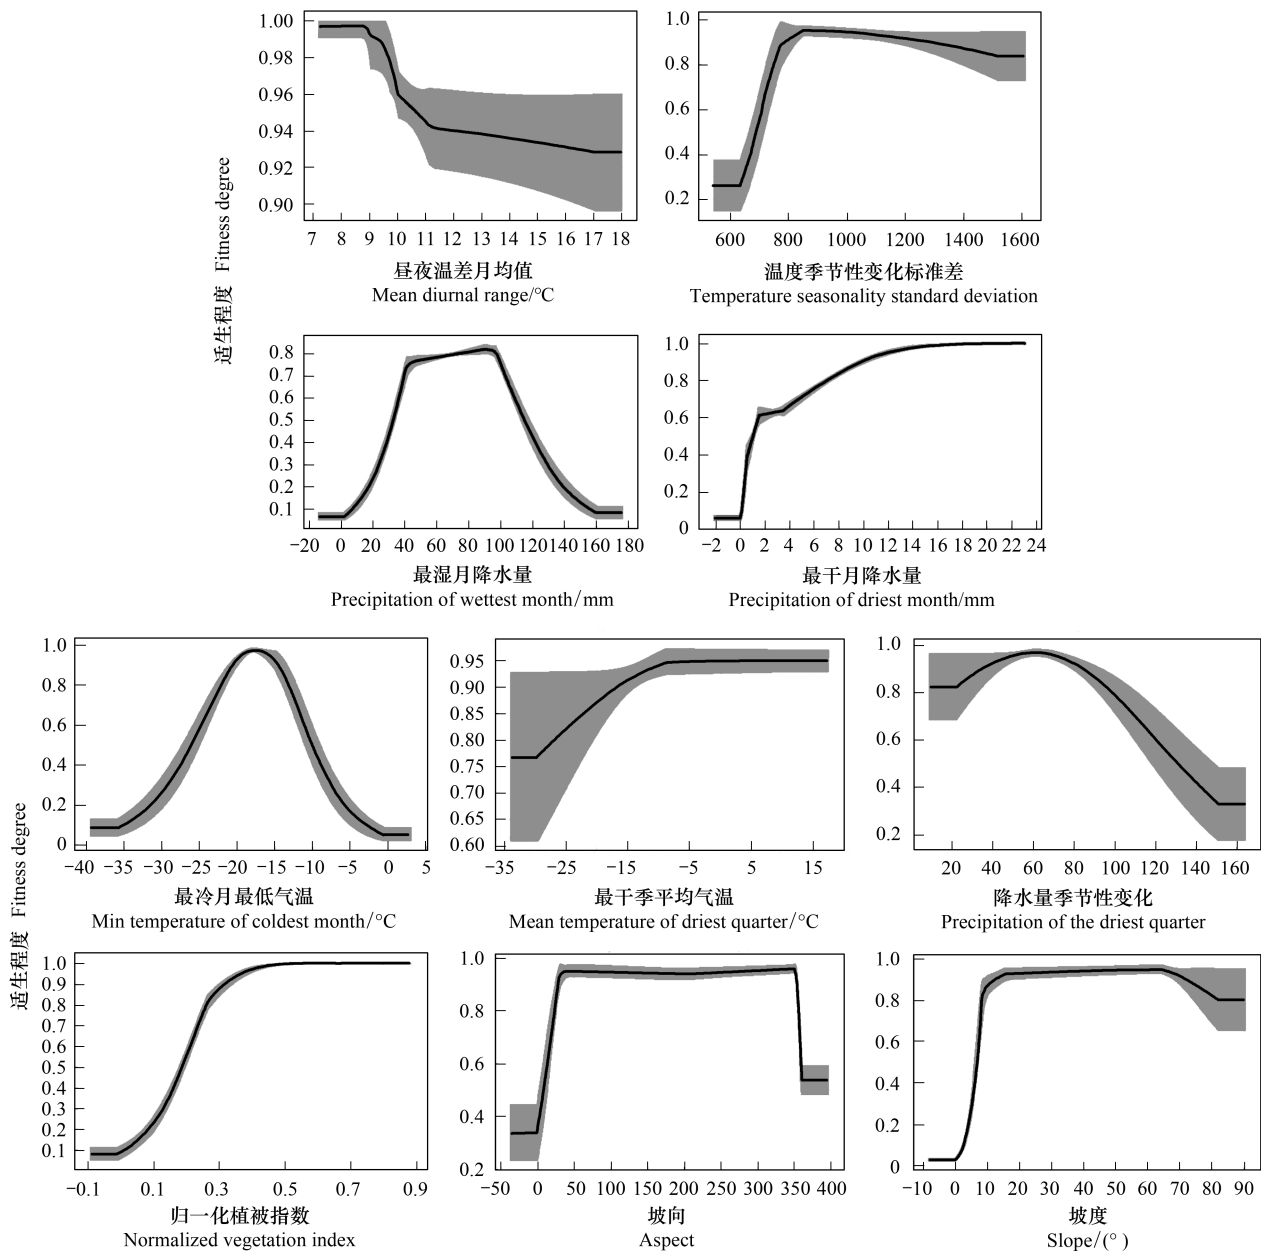 适生程度 Fitness degree
1.00
0.98
0.96
0.94
0.92
0.90
7 8 9 10 11 12 13 14 15 16 17 18
昼夜温差月均值
Mean diurnal range/°C
1.0
0.8
0.6
0.4
0.2
600 800 1000 1200 1400 1600
温度季节性变化标准差
Temperature seasonality standard deviation
0.8
0.7
0.6
0.5
0.4
0.3
0.2
0.1
−20 0 20 40 60 80 100 120 140 160 180
最湿月降水量
Precipitation of wettest month/mm
1.0
0.8
0.6
0.4
0.2
0
−2 0 2 4 6 8 10 12 14 16 18 20 22 24
最干月降水量
Precipitation of driest month/mm
适生程度 Fitness degree
1.0
0.8
0.6
0.4
0.2
0
−40 −35 −30 −25 −20 −15 −10 −5 0 5
最冷月最低气温
Min temperature of coldest month/°C
0.95
0.90
0.85
0.80
0.75
0.70
0.65
0.60
−35 −25 −15 −5 5 15
最干季平均气温
Mean temperature of driest quarter/°C
1.0
0.8
0.6
0.4
0.2
20 40 60 80 100 120 140 160
降水量季节性变化
Precipitation of the driest quarter
1.0
0.9
0.8
0.7
0.6
0.5
0.4
0.3
0.2
0.1
−0.1 0.1 0.3 0.5 0.7 0.9
归一化植被指数
Normalized vegetation index
1.0
0.8
0.6
0.4
0.2
−50 0 50 100 150 200 250 300 350 400
坡向
Aspect
1.0
0.8
0.6
0.4
0.2
0
−10 0 10 20 30 40 50 60 70 80 90
坡度
Slope/(°)